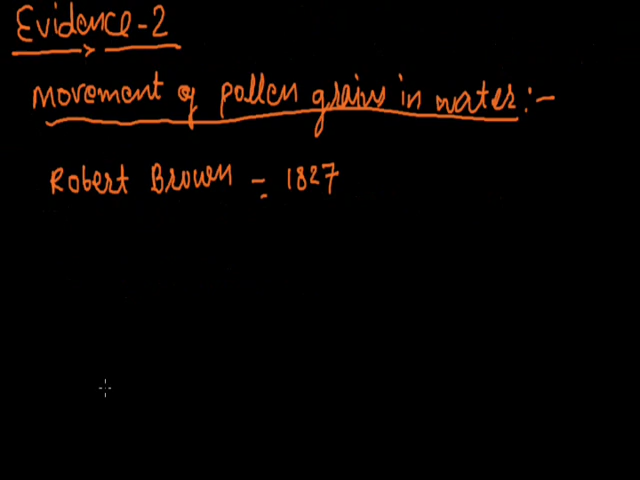 Evidence-2
Movement of pollen grains in water:-
Robert Brown - 1827